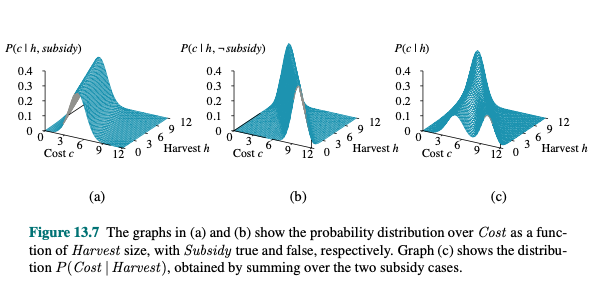 P(c | h, subsidy)
0.4
0.3
0.2
0.1
0
0 3 6 9 12
Cost c
0 3 6 9 12
Harvest h
(a)
P(c | h, ¬subsidy)
0.4
0.3
0.2
0.1
0
0 3 6 9 12
Cost c
0 3 6 9 12
Harvest h
(b)
P(c | h)
0.4
0.3
0.2
0.1
0
0 3 6 9 12
Cost c
0 3 6 9 12
Harvest h
(c)
Figure 13.7 The graphs in (a) and (b) show the probability distribution over Cost as a func-
tion of Harvest size, with Subsidy true and false, respectively. Graph (c) shows the distribu-
tion P(Cost | Harvest), obtained by summing over the two subsidy cases.